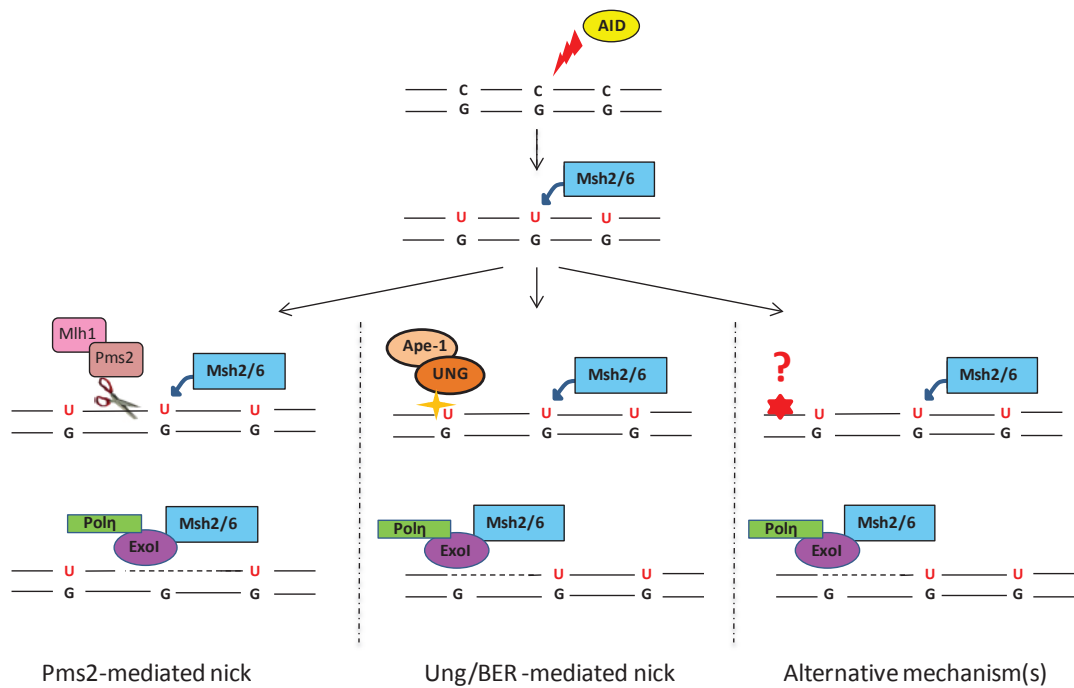 AID
C C C
G G G
Msh2/6
U U U
G G G
Mlh1
Pms2
Msh2/6
U U U
G G G
Ape-1
UNG
Msh2/6
U U U
G G G
?
Msh2/6
U U U
G G G
Polη
ExoI
Msh2/6
U U
G G G
Polη
ExoI
Msh2/6
U U
G G G
Polη
ExoI
Msh2/6
U U
G G G
Pms2-mediated nick
Ung/BER -mediated nick
Alternative mechanism(s)